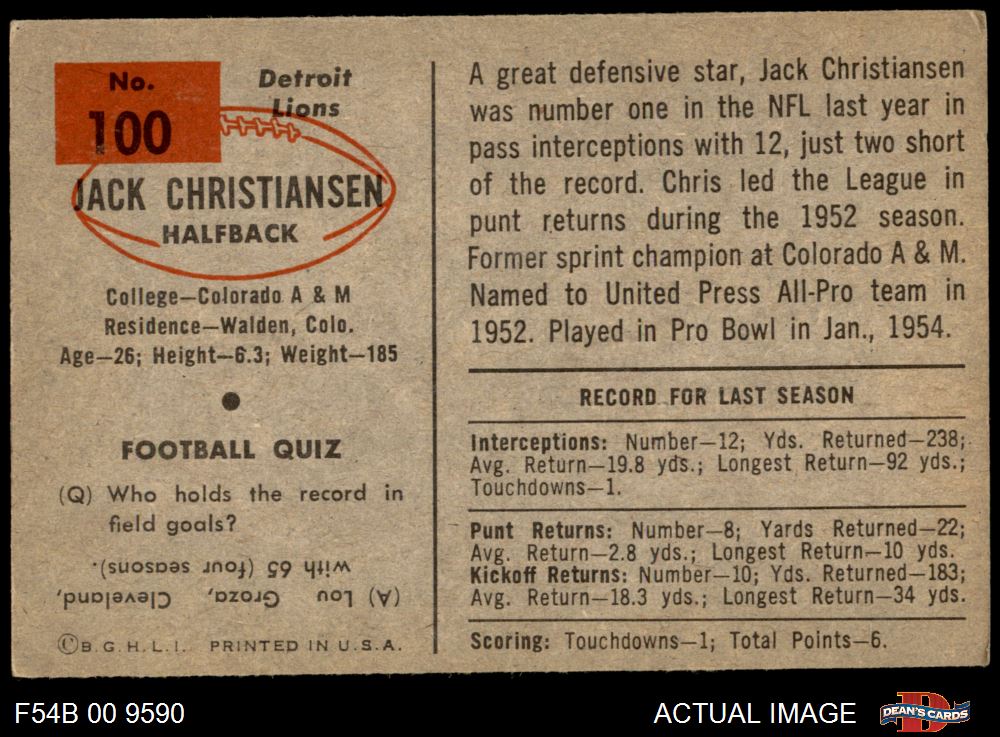 No.
100
Detroit
Lions
JACK CHRISTIANSEN
HALFBACK
College—Colorado A & M
Residence—Walden, Colo.
Age—26; Height—6.3; Weight—185
FOOTBALL QUIZ
(Q) Who holds the record in
field goals?
(A) Lou Groza, Cleveland,
with 65 (four seasons).
©B.G.H.L.I. PRINTED IN U.S.A.
A great defensive star, Jack Christiansen
was number one in the NFL last year in
pass interceptions with 12, just two short
of the record. Chris led the League in
punt returns during the 1952 season.
Former sprint champion at Colorado A & M.
Named to United Press All-Pro team in
1952. Played in Pro Bowl in Jan., 1954.
RECORD FOR LAST SEASON
Interceptions: Number—12; Yds. Returned—238;
Avg. Return—19.8 yds.; Longest Return—92 yds.;
Touchdowns—1.
Punt Returns: Number—8; Yards Returned—22;
Avg. Return—2.8 yds.; Longest Return—10 yds.
Kickoff Returns: Number—10; Yds. Returned—183;
Avg. Return—18.3 yds.; Longest Return—34 yds.
Scoring: Touchdowns—1; Total Points—6.
F54B 00 9590
ACTUAL IMAGE
DEAN'S CARDS